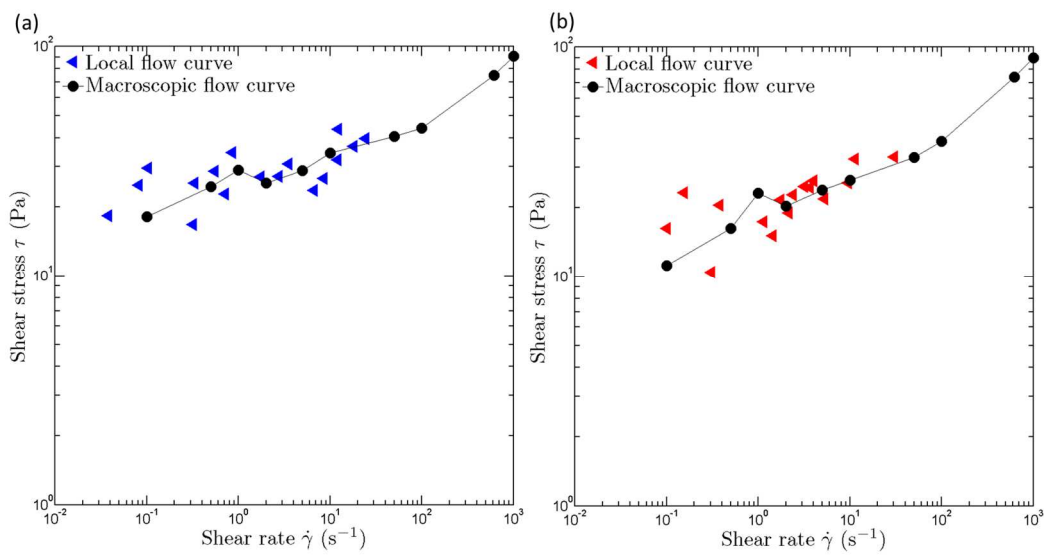 (a)
Local flow curve
Macroscopic flow curve
10²
10¹
10⁰
Shear stress τ (Pa)
10⁻² 10⁻¹ 10⁰ 10¹ 10² 10³
Shear rate γ̇ (s⁻¹)
(b)
Local flow curve
Macroscopic flow curve
10²
10¹
10⁰
Shear stress τ (Pa)
10⁻² 10⁻¹ 10⁰ 10¹ 10² 10³
Shear rate γ̇ (s⁻¹)